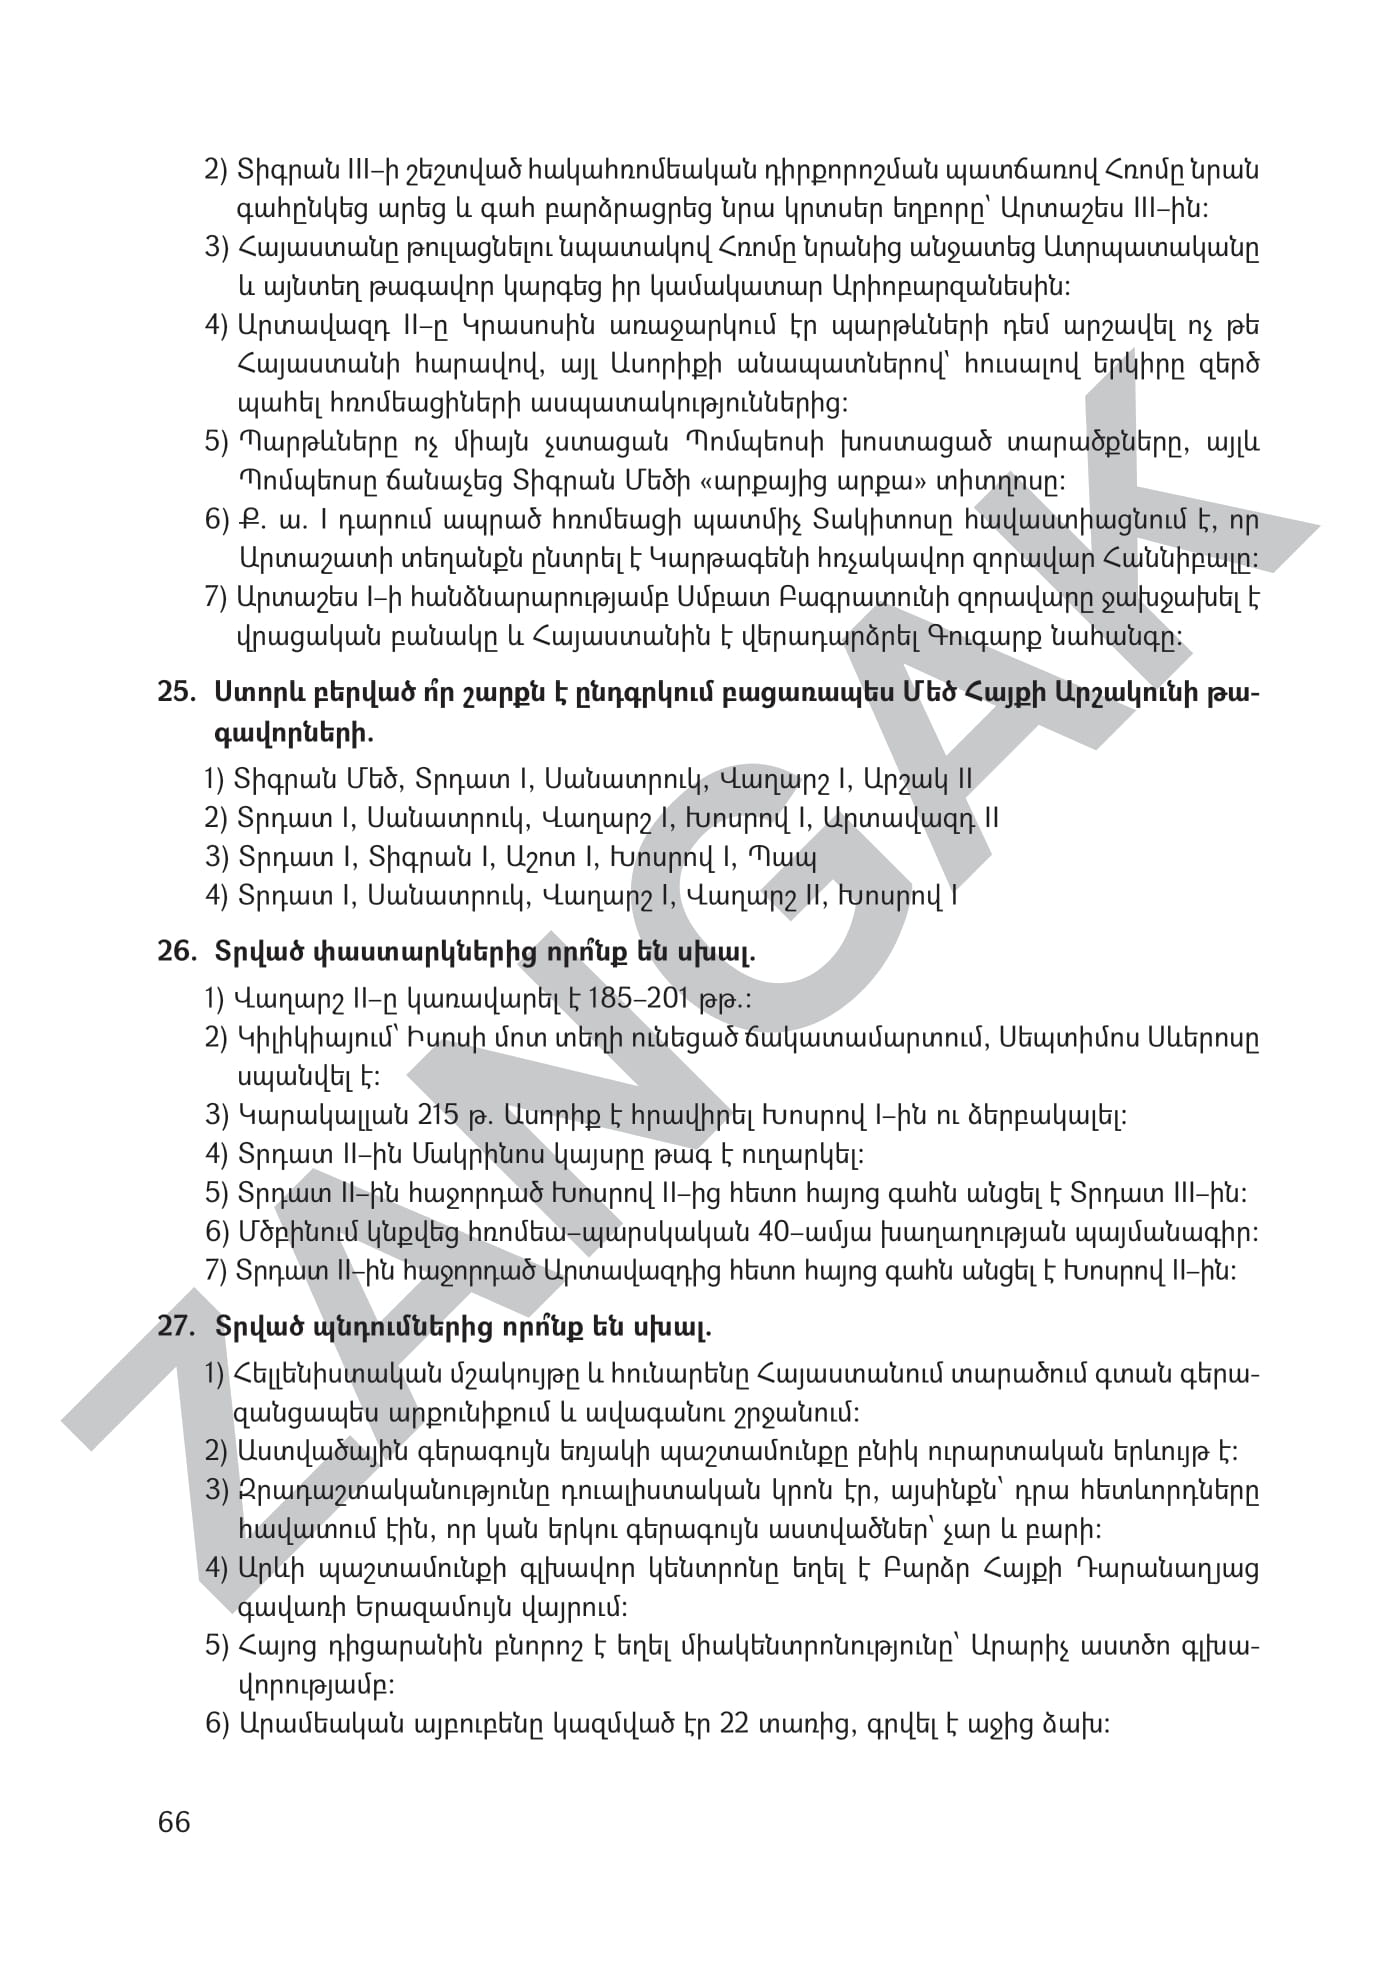 2) Տիգրան III–ի շեշտված հակահռոմեական դիրքորոշման պատճառով Հռոմը նրան
գահընկեց արեց և գահ բարձրացրեց նրա կրտսեր եղբորը՝ Արտաշես III–ին:
3) Հայաստանը թուլացնելու նպատակով Հռոմը նրանից անջատեց Ատրպատականը
և այնտեղ թագավոր կարգեց իր կամակատար Արիոբարզանեսին:
4) Արտավազդ II–ը Կրասոսին առաջարկում էր պարթևների դեմ արշավել ոչ թե
Հայաստանի հարավով, այլ Ասորիքի անապատներով՝ հուսալով երկիրը զերծ
պահել հռոմեացիների ասպատակություններից:
5) Պարթևները ոչ միայն չստացան Պոմպեոսի խոստացած տարածքները, այլև
Պոմպեոսը ճանաչեց Տիգրան Մեծի «արքայից արքա» տիտղոսը:
6) Ք. ա. I դարում ապրած հռոմեացի պատմիչ Տակիտոսը հավաստիացնում է, որ
Արտաշատի տեղանքն ընտրել է Կարթագենի հռչակավոր զորավար Հաննիբալը:
7) Արտաշես I–ի հանձնարարությամբ Սմբատ Բագրատունի զորավարը ջախջախել է
վրացական բանակը և Հայաստանին է վերադարձրել Գուգարք նահանգը:
25. Ստորև բերված ո՞ր շարքն է ընդգրկում բացառապես Մեծ Հայքի Արշակունի թա-
գավորների.
1) Տիգրան Մեծ, Տրդատ I, Սանատրուկ, Վաղարշ I, Արշակ II
2) Տրդատ I, Սանատրուկ, Վաղարշ I, Խոսրով I, Արտավազդ II
3) Տրդատ I, Տիգրան I, Աշոտ I, Խոսրով I, Պապ
4) Տրդատ I, Սանատրուկ, Վաղարշ I, Վաղարշ II, Խոսրով I
26. Տրված փաստարկներից որո՞նք են սխալ.
1) Վաղարշ II–ը կառավարել է 185–201 թթ.:
2) Կիլիկիայում՝ Իսոսի մոտ տեղի ունեցած ճակատամարտում, Սեպտիմոս Սևերոսը
սպանվել է:
3) Կարակալլան 215 թ. Ասորիք է հրավիրել Խոսրով I–ին ու ձերբակալել:
4) Տրդատ II–ին Մակրինոս կայսրը թագ է ուղարկել:
5) Տրդատ II–ին հաջորդած Խոսրով II–ից հետո հայոց գահն անցել է Տրդատ III–ին:
6) Մծբինում կնքվեց հռոմեա–պարսկական 40–ամյա խաղաղության պայմանագիր:
7) Տրդատ II–ին հաջորդած Արտավազդից հետո հայոց գահն անցել է Խոսրով II–ին:
27. Տրված պնդումներից որո՞նք են սխալ.
1) Հելլենիստական մշակույթը և հունարենը Հայաստանում տարածում գտան գերա-
զանցապես արքունիքում և ավագանու շրջանում:
2) Աստվածային գերագույն եռյակի պաշտամունքը բնիկ ուրարտական երևույթ է:
3) Զրադաշտականությունը դուալիստական կրոն էր, այսինքն՝ դրա հետևորդները
հավատում էին, որ կան երկու գերագույն աստվածներ՝ չար և բարի:
4) Արևի պաշտամունքի գլխավոր կենտրոնը եղել է Բարձր Հայքի Դարանաղյաց
գավառի Երազամույն վայրում:
5) Հայոց դիցարանին բնորոշ է եղել միակենտրոնությունը՝ Արարիչ աստծո գլխա-
վորությամբ:
6) Արամեական այբուբենը կազմված էր 22 տառից, գրվել է աջից ձախ:
66
ZANGAK